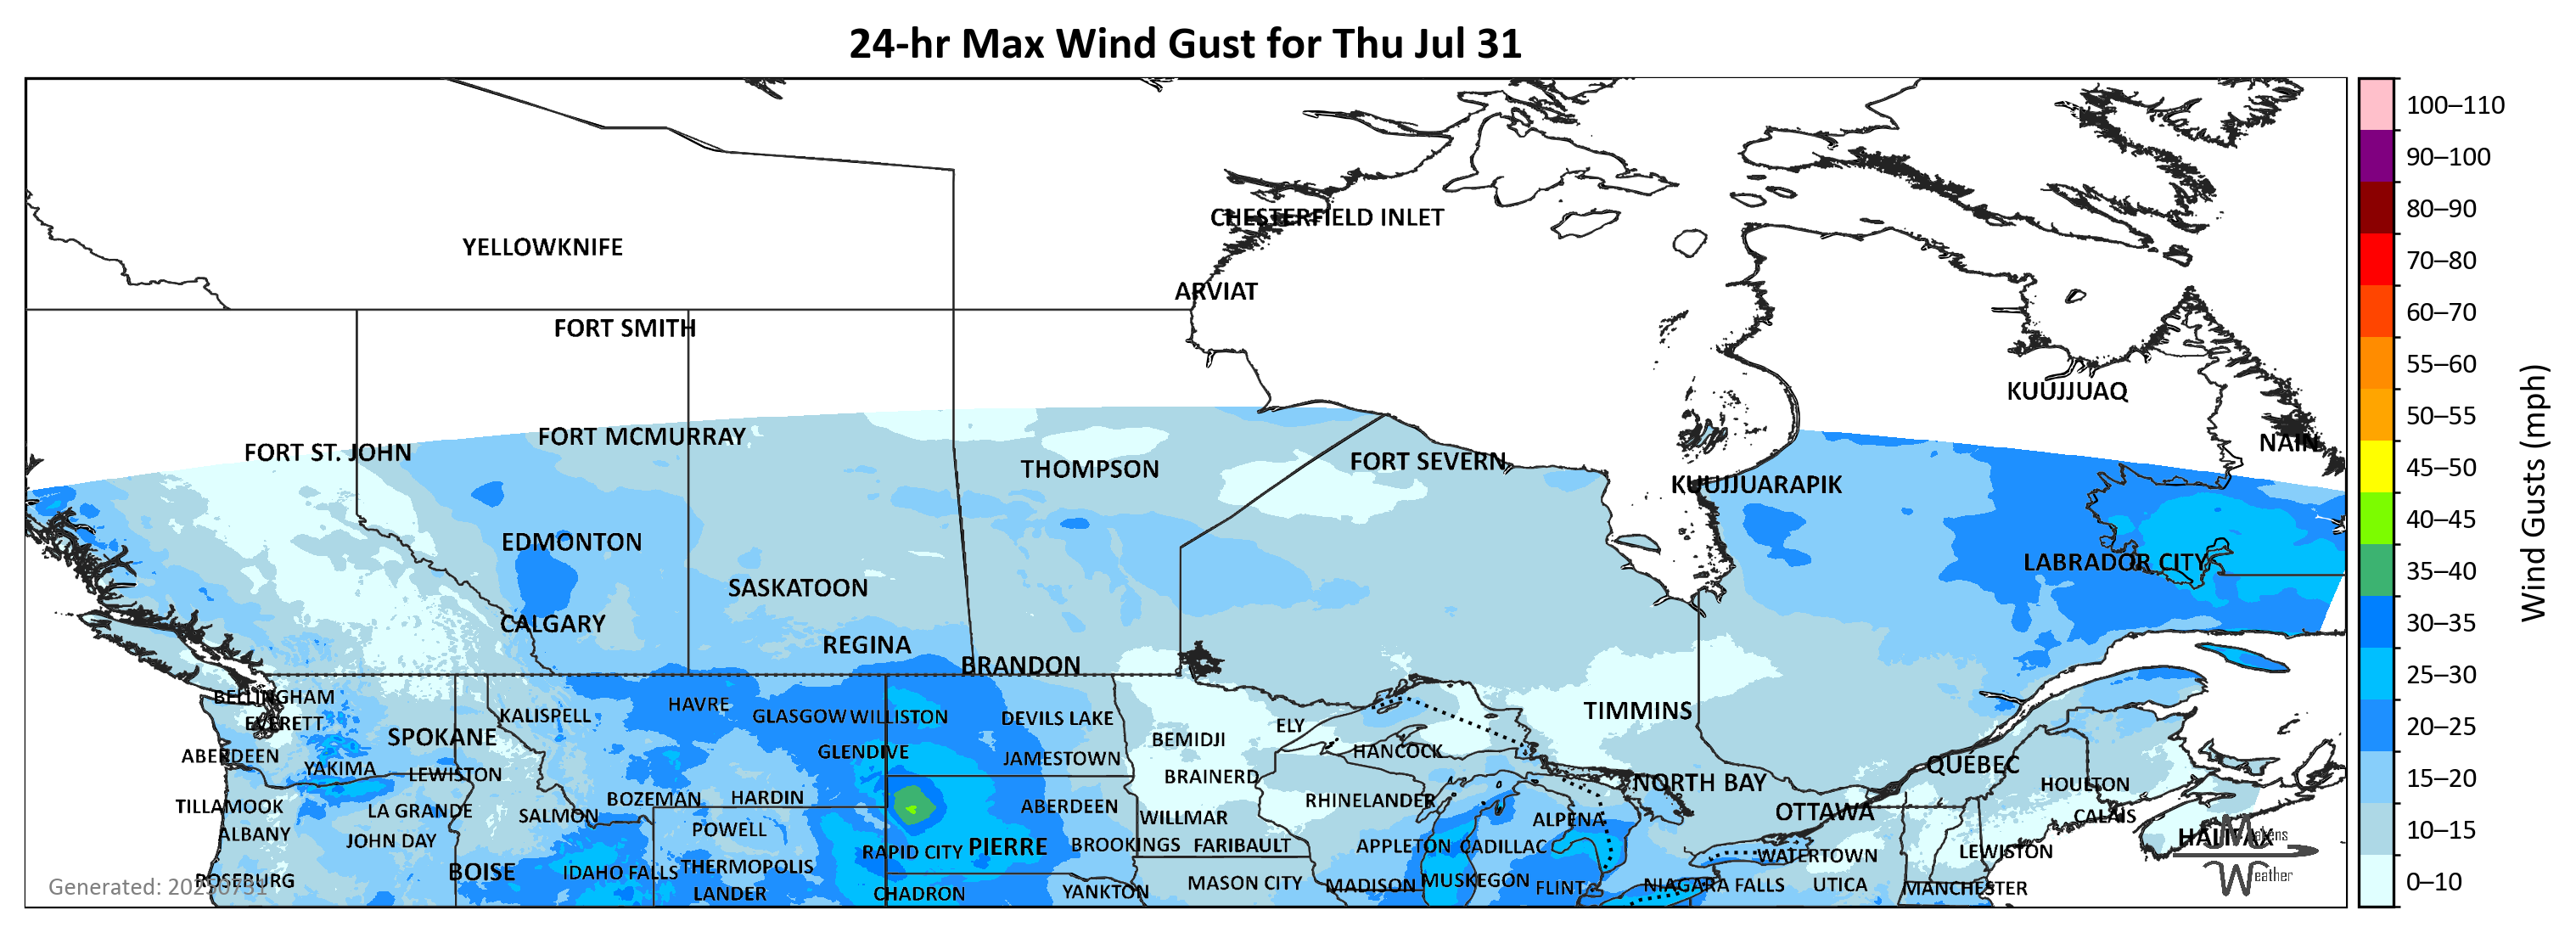 24-hr Max Wind Gust for Thu Jul 31
CHESTERFIELD INLET
YELLOWKNIFE
ARVIAT
FORT SMITH
KUUJJUAQ
FORT MCMURRAY
NAIN
FORT ST. JOHN
THOMPSON
FORT SEVERN
KUUJJUARAPIK
EDMONTON
LABRADOR CITY
SASKATOON
CALGARY
REGINA
BRANDON
BELLINGHAM
HAVRE
KALISPELL
GLASGOW
WILLISTON
DEVILS LAKE
TIMMINS
EVERETT
ELY
SPOKANE
BEMIDJI
ABERDEEN
GLENDIVE
JAMESTOWN
HANCOCK
QUÉBEC
YAKIMA
LEWISTON
BRAINERD
NORTH BAY
HOULTON
TILLAMOOK
LA GRANDE
SALMON
BOZEMAN
HARDIN
ABERDEEN
RHINELANDER
OTTAWA
CALAIS
ALBANY
JOHN DAY
POWELL
WILLMAR
ALPENA
HALIFAX
BOISE
IDAHO FALLS
THERMOPOLIS
RAPID CITY
PIERRE
BROOKINGS
FARIBAULT
APPLETON
CADILLAC
WATERTOWN
LEWISTON
ROSEBURG
LANDER
CHADRON
YANKTON
MASON CITY
MADISON
MUSKEGON
FLINT
NIAGARA FALLS
UTICA
MANCHESTER
Generated: 20250731
Weather
100–110
90–100
80–90
70–80
60–70
55–60
50–55
45–50
40–45
35–40
30–35
25–30
20–25
15–20
10–15
0–10
Wind Gusts (mph)